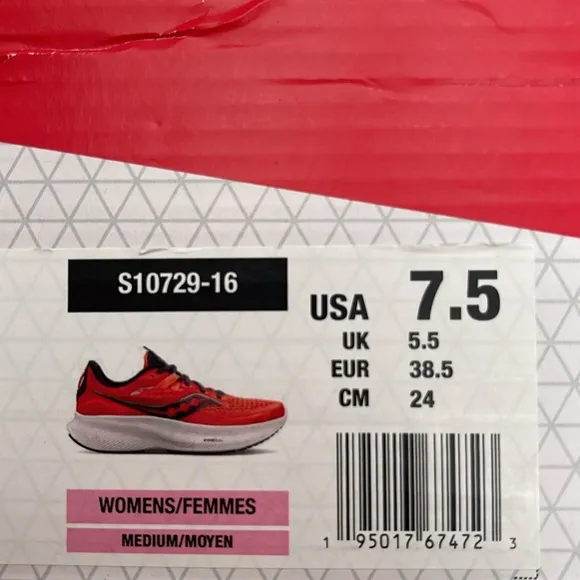 S10729-16
USA 7.5
UK 5.5
EUR 38.5
CM 24
WOMENS/FEMMES
MEDIUM/MOYEN
1 95017 67472 3